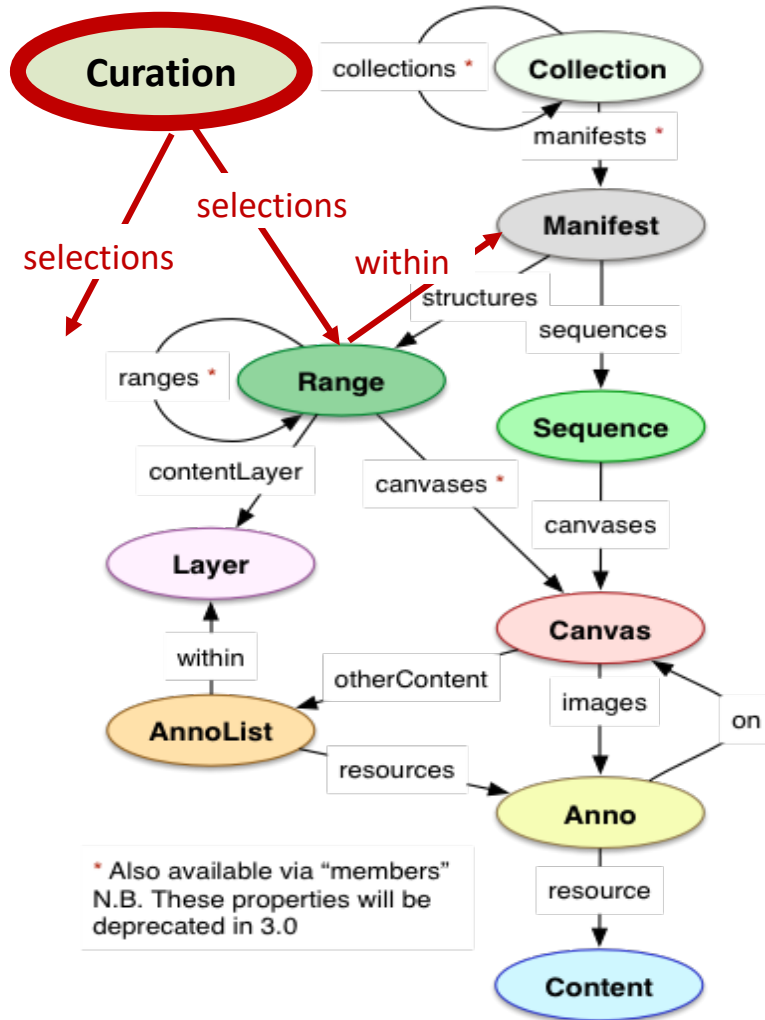 Curation
collections *
Collection
manifests *
selections
Manifest
selections
within
structures
sequences
ranges *
Range
Sequence
contentLayer
canvases *
canvases
Layer
Canvas
within
otherContent
images
on
AnnoList
resources
Anno
* Also available via “members”
N.B. These properties will be
deprecated in 3.0
resource
Content